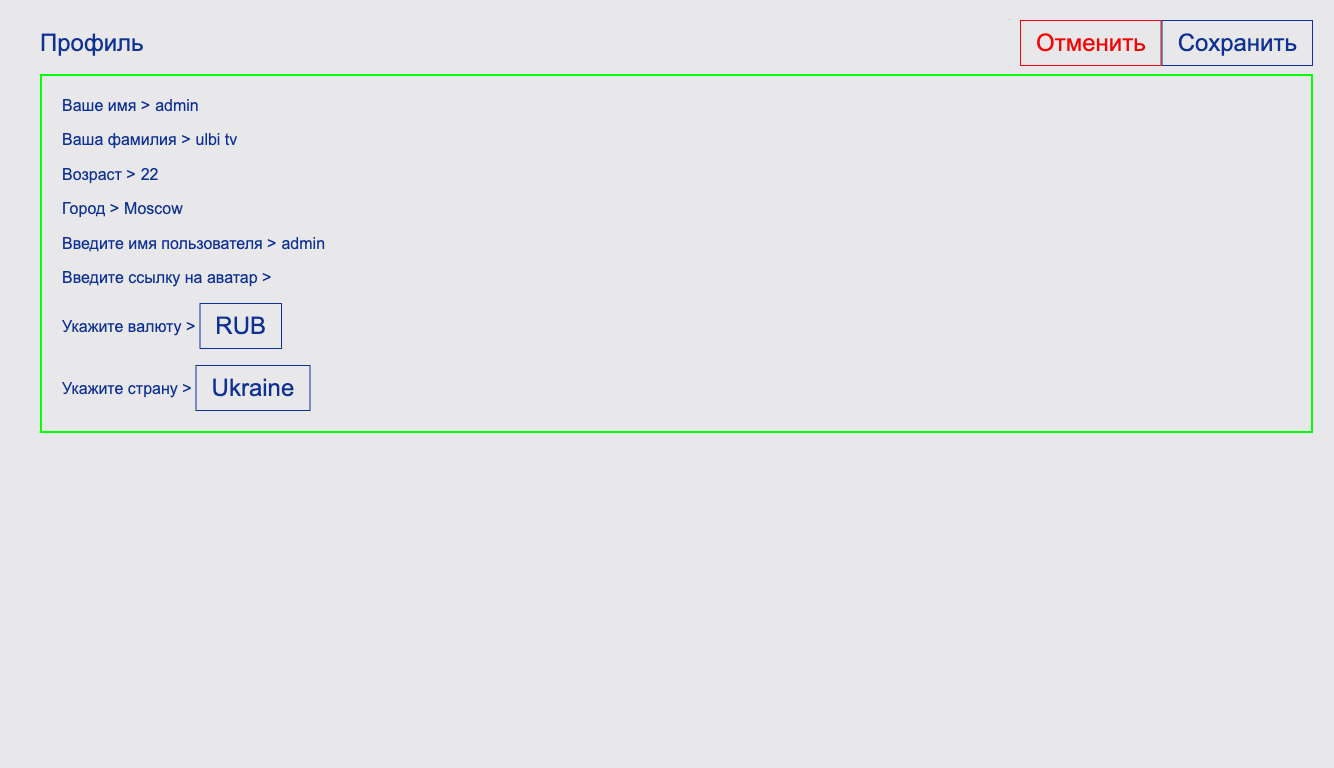 Профиль
Отменить Сохранить
Ваше имя > admin
Ваша фамилия > ulbi tv
Возраст > 22
Город > Moscow
Введите имя пользователя > admin
Введите ссылку на аватар >
Укажите валюту > RUB
Укажите страну > Ukraine